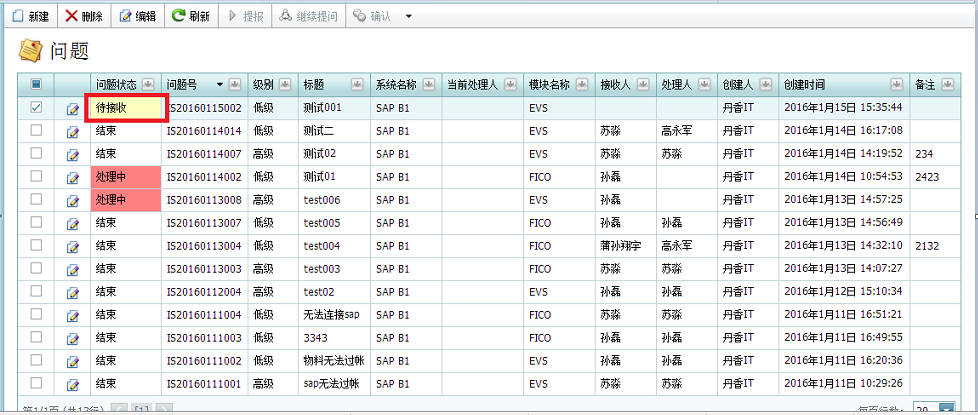 新建 删除 编辑 刷新 提报 继续提问 确认
问题
问题状态 问题号 级别 标题 系统名称 当前处理人 模块名称 接收人 处理人 创建人 创建时间 备注
待接收 IS20160115002 低级 测试001 SAP B1 EVS 丹香IT 2016年1月15日 15:35:44
结束 IS20160114014 低级 测试二 SAP B1 EVS 苏淼 高永军 丹香IT 2016年1月14日 16:17:08
结束 IS20160114007 高级 测试02 SAP B1 EVS 苏淼 苏淼 丹香IT 2016年1月14日 14:19:52 234
处理中 IS20160114002 低级 测试01 SAP B1 FICO 孙磊 丹香IT 2016年1月14日 10:54:53 2423
处理中 IS20160113008 高级 test006 SAP B1 EVS 孙磊 丹香IT 2016年1月13日 14:57:25
结束 IS20160113007 低级 test005 SAP B1 FICO 孙磊 孙磊 丹香IT 2016年1月13日 14:56:49
结束 IS20160113004 低级 test004 SAP B1 FICO 蒲孙翔宇 高永军 丹香IT 2016年1月13日 14:32:10 2132
结束 IS20160113003 高级 test003 SAP B1 FICO 苏淼 苏淼 丹香IT 2016年1月13日 14:07:27
结束 IS20160112004 高级 test02 SAP B1 EVS 孙磊 孙磊 丹香IT 2016年1月12日 15:10:34
结束 IS20160111004 低级 无法连接sap SAP B1 FICO 苏淼 苏淼 丹香IT 2016年1月11日 16:51:21
结束 IS20160111003 低级 3343 SAP B1 FICO 孙磊 孙磊 丹香IT 2016年1月11日 16:49:55
结束 IS20160111002 低级 物料无法过帐 SAP B1 EVS 孙磊 孙磊 丹香IT 2016年1月11日 16:20:36
结束 IS20160111001 高级 sap无法过帐 SAP B1 EVS 苏淼 苏淼 丹香IT 2016年1月11日 10:29:26
第1/1页 (共13行) [1] 每页行数: 20